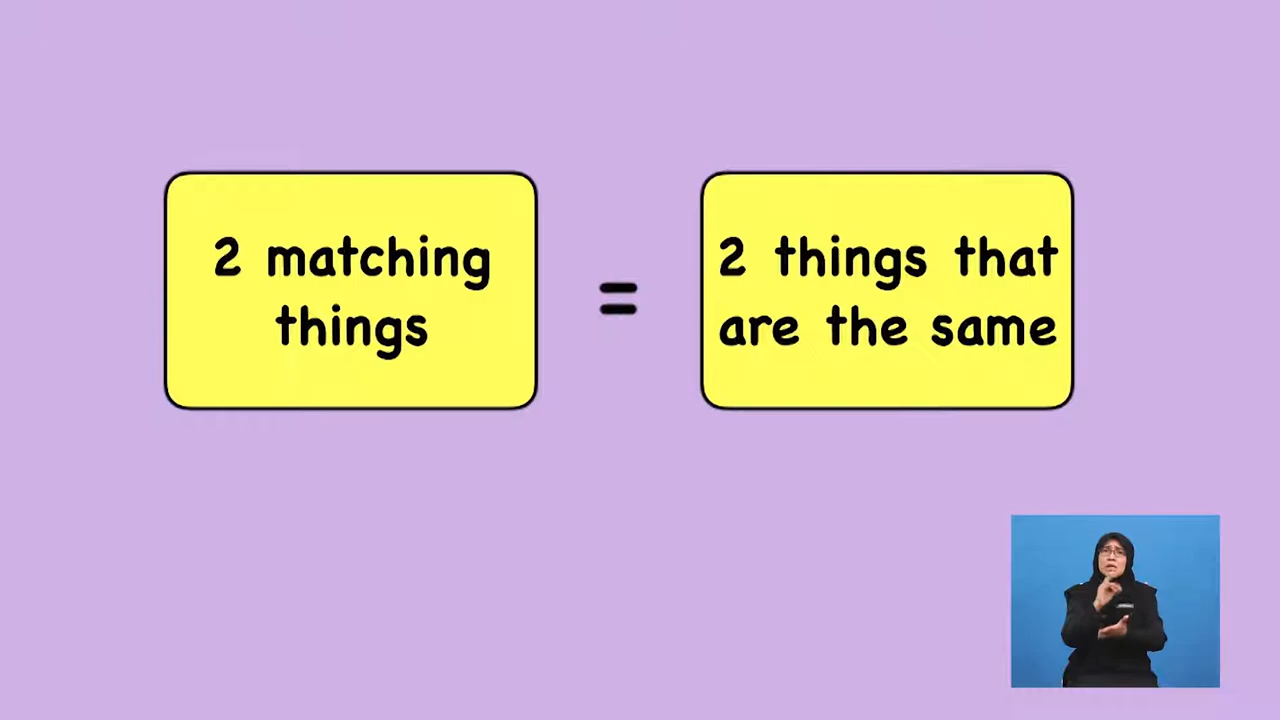 2 matching
things
=
2 things that
are the same